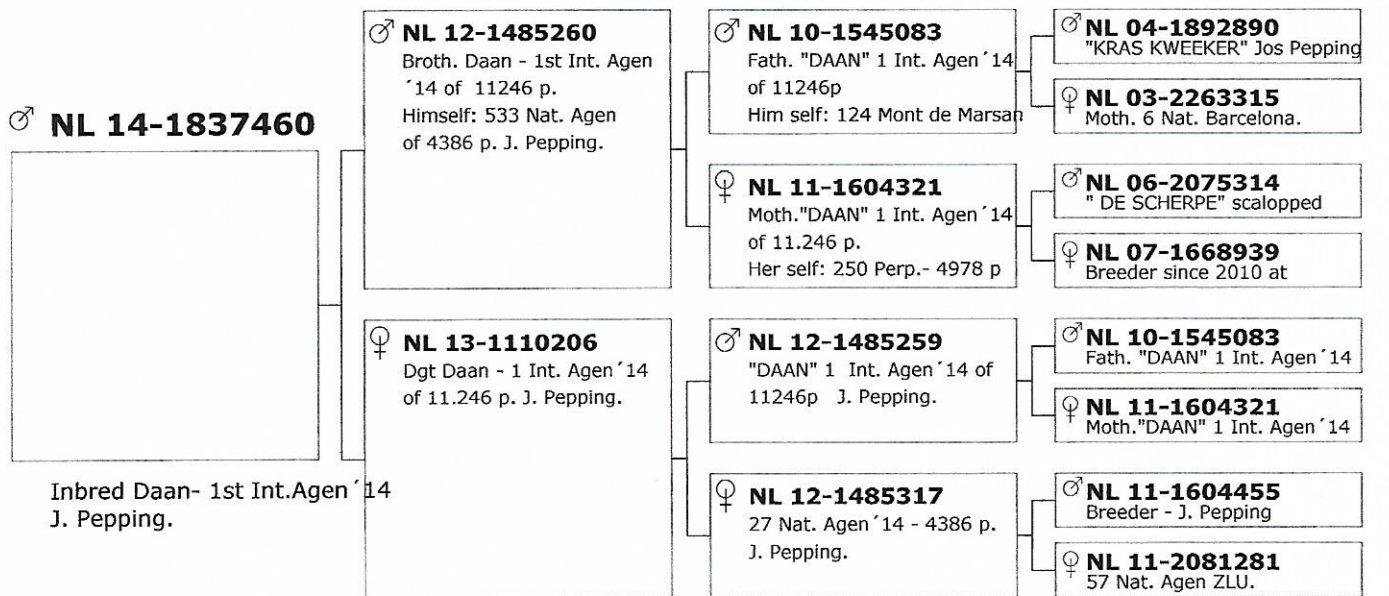 NL 14-1837460
Inbred Daan- 1st Int.Agen´14
J. Pepping.
NL 12-1485260
Broth. Daan - 1st Int. Agen
´14 of 11246 p.
Himself: 533 Nat. Agen
of 4386 p. J. Pepping.
NL 13-1110206
Dgt Daan - 1 Int. Agen´14
of 11.246 p. J. Pepping.
NL 10-1545083
Fath. "DAAN" 1 Int. Agen´14
of 11246p
Him self: 124 Mont de Marsan
NL 11-1604321
Moth."DAAN" 1 Int. Agen´14
of 11.246 p.
Her self: 250 Perp.- 4978 p
NL 12-1485259
"DAAN" 1 Int. Agen´14 of
11246p J. Pepping.
NL 12-1485317
27 Nat. Agen´14 - 4386 p.
J. Pepping.
NL 04-1892890
"KRAS KWEEKER" Jos Pepping
NL 03-2263315
Moth. 6 Nat. Barcelona.
NL 06-2075314
" DE SCHERPE" scalopped
NL 07-1668939
Breeder since 2010 at
NL 10-1545083
Fath. "DAAN" 1 Int. Agen´14
NL 11-1604321
Moth."DAAN" 1 Int. Agen´14
NL 11-1604455
Breeder - J. Pepping
NL 11-2081281
57 Nat. Agen ZLU.